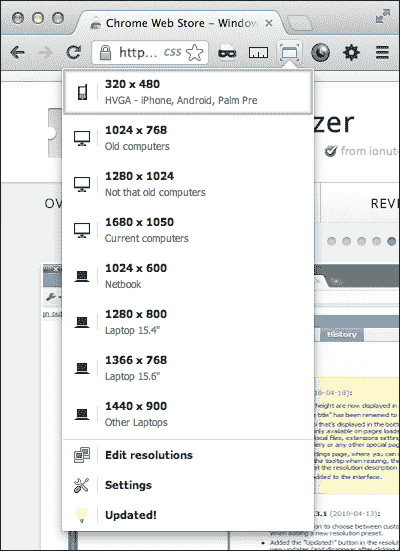 Chrome Web Store – Window
http... CSS
320 x 480
HVGA - iPhone, Android, Palm Pre
zer
1024 x 768
Old computers
from ionut-
1280 x 1024
Not that old computers
OV
REVI
1680 x 1050
Current computers
1024 x 600
Netbook
1280 x 800
Laptop 15.4"
History
1366 x 768
Laptop 15.6"
1440 x 900
Other Laptops
Edit resolutions
Settings
3.1 (2010-04-13):
Updated!